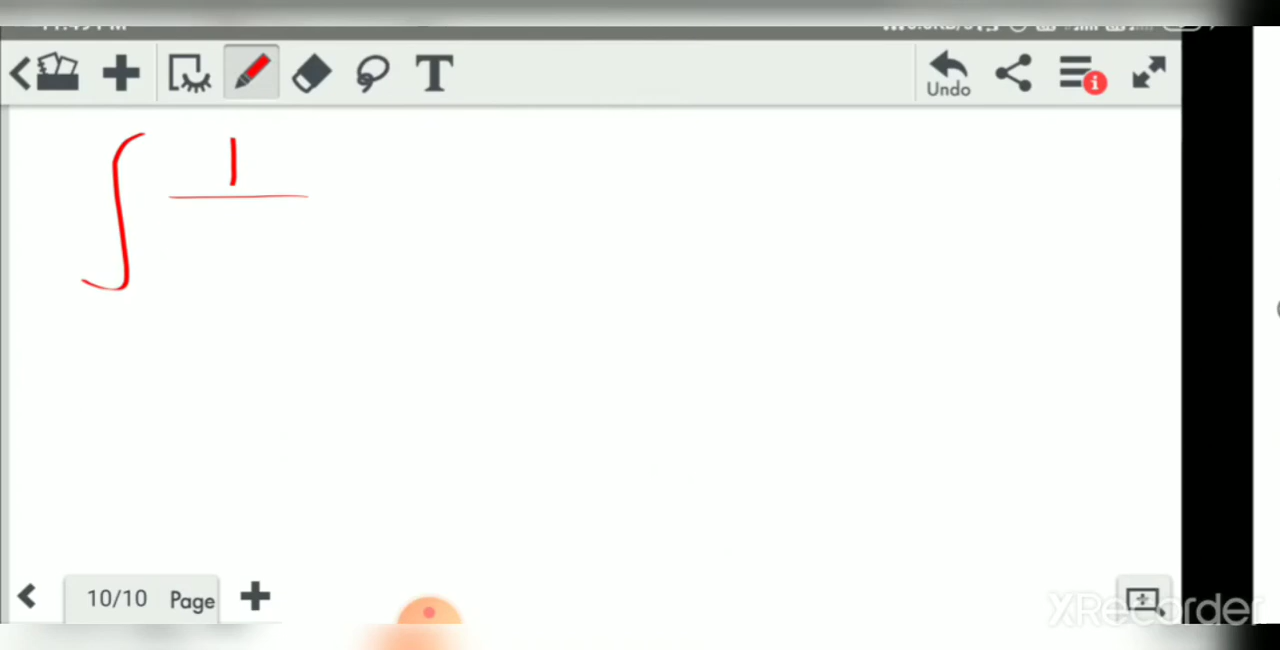 T
Undo
∫ 1/
10/10 Page
XRecorder